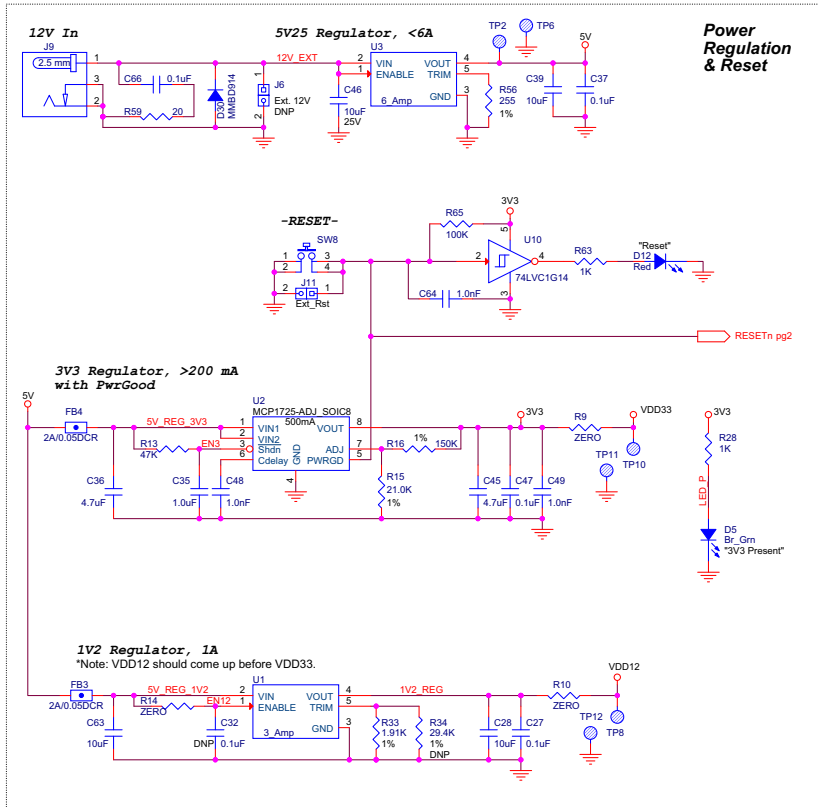 Power
Regulation
& Reset
12V In
J9
2.5 mm
1
3
2
C66
0.1uF
R59
20
D30
MMBD914
5V25 Regulator, <6A
12V_EXT
1
J6
Ext. 12V
DNP
2
C46
10uF
25V
U3
2
VIN
1
ENABLE
VOUT
4
TRIM
5
GND
3
6_Amp
R56
255
1%
TP2
TP6
5V
C39
10uF
C37
0.1uF
-RESET-
SW8
1
3
2
4
J11
2
1
Ext_Rst
R65
100K
3V3
5
U10
2
4
74LVC1G14
3
C64
1.0nF
R63
1K
"Reset"
D12
Red
RESETn pg2
3V3 Regulator, >200 mA
with PwrGood
5V
FB4
2A/0.05DCR
5V_REG_3V3
R13
47K
EN3
C36
4.7uF
C35
1.0uF
C48
1.0nF
U2
MCP1725-ADJ_SOIC8
500mA
1
VIN1
2
VIN2
3
Shdn
6
Cdelay
GND
4
VOUT
8
ADJ
7
PWRGD
5
R16
1%
150K
R15
21.0K
1%
3V3
C45
4.7uF
C47
0.1uF
C49
1.0nF
R9
ZERO
VDD33
TP11
TP10
3V3
R28
1K
LED_P
D5
Br_Grn
"3V3 Present"
1V2 Regulator, 1A
*Note: VDD12 should come up before VDD33.
FB3
2A/0.05DCR
5V_REG_1V2
R14
ZERO
EN12
C63
10uF
C32
DNP
0.1uF
U1
2
VIN
1
ENABLE
VOUT
4
TRIM
5
GND
3
3_Amp
1V2_REG
R33
1.91K
1%
R34
29.4K
1%
DNP
C28
10uF
C27
0.1uF
R10
ZERO
VDD12
TP12
TP8